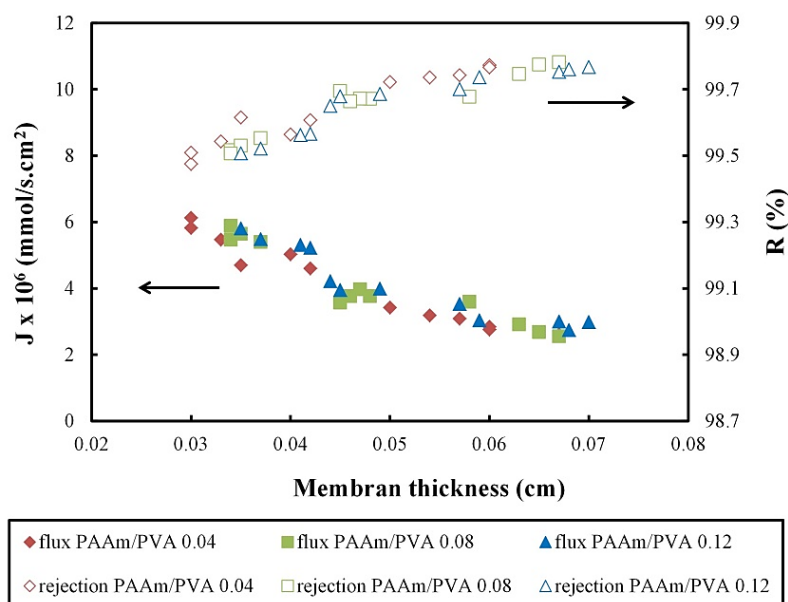 12
10
8
6
4
2
0
J x 10⁶ (mmol/s.cm²)
99.9
99.7
99.5
99.3
99.1
98.9
98.7
R (%)
0.02 0.03 0.04 0.05 0.06 0.07 0.08
Membran thickness (cm)
flux PAAm/PVA 0.04 flux PAAm/PVA 0.08 flux PAAm/PVA 0.12
rejection PAAm/PVA 0.04 rejection PAAm/PVA 0.08 rejection PAAm/PVA 0.12